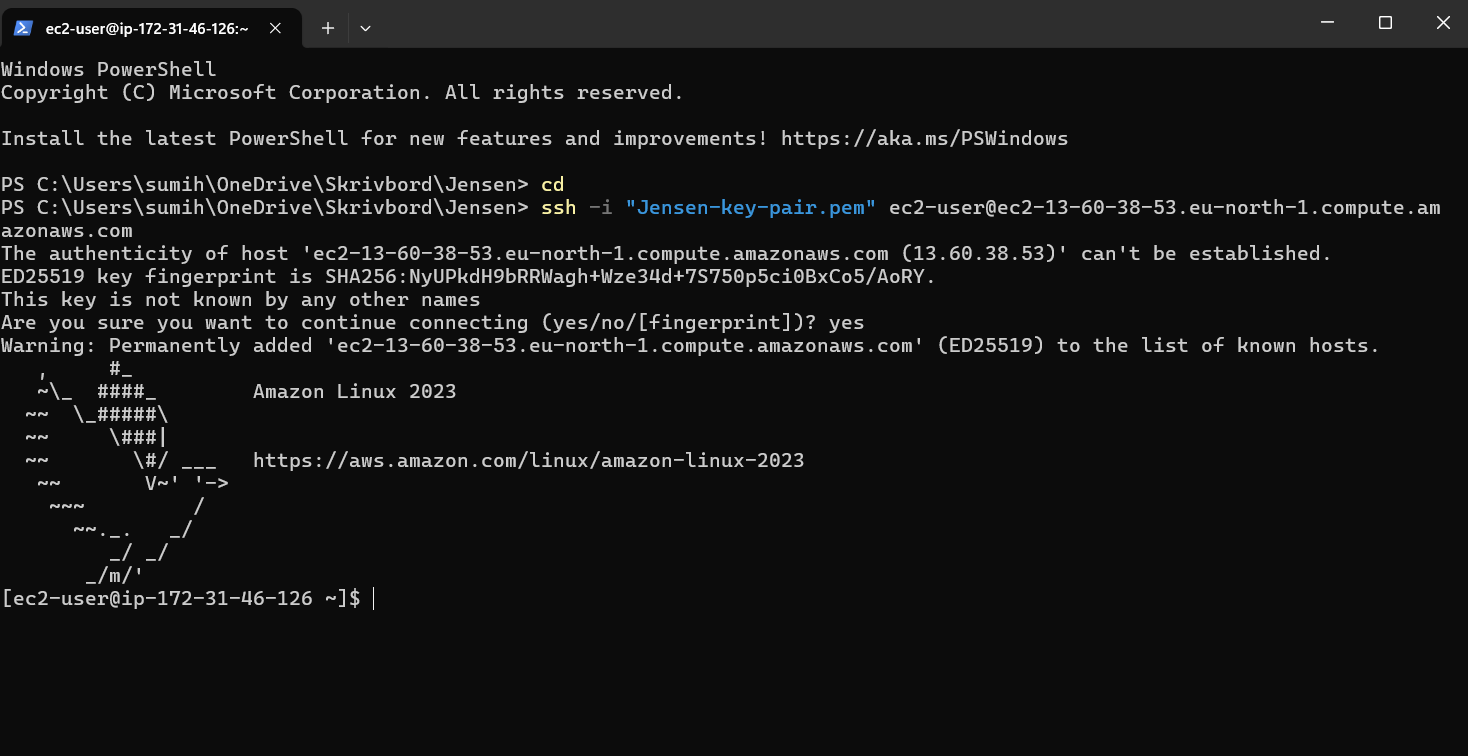 ec2-user@ip-172-31-46-126:~
Windows PowerShell
Copyright (C) Microsoft Corporation. All rights reserved.
Install the latest PowerShell for new features and improvements! https://aka.ms/PSWindows
PS C:\Users\sumih\OneDrive\Skrivbord\Jensen> cd
PS C:\Users\sumih\OneDrive\Skrivbord\Jensen> ssh -i "Jensen-key-pair.pem" ec2-user@ec2-13-60-38-53.eu-north-1.compute.am
azonaws.com
The authenticity of host 'ec2-13-60-38-53.eu-north-1.compute.amazonaws.com (13.60.38.53)' can't be established.
ED25519 key fingerprint is SHA256:NyUPkdH9bRRWagh+Wze34d+7S750p5ci0BxCo5/AoRY.
This key is not known by any other names
Are you sure you want to continue connecting (yes/no/[fingerprint])? yes
Warning: Permanently added 'ec2-13-60-38-53.eu-north-1.compute.amazonaws.com' (ED25519) to the list of known hosts.
   ,     #_
   ~\_  ####_        Amazon Linux 2023
  ~~  \_#####\
  ~~     \###|
  ~~       \#/ ___   https://aws.amazon.com/linux/amazon-linux-2023
   ~~       V~' '->
    ~~~         /
      ~~._.   _/
         _/ _/
       _/m/'
[ec2-user@ip-172-31-46-126 ~]$